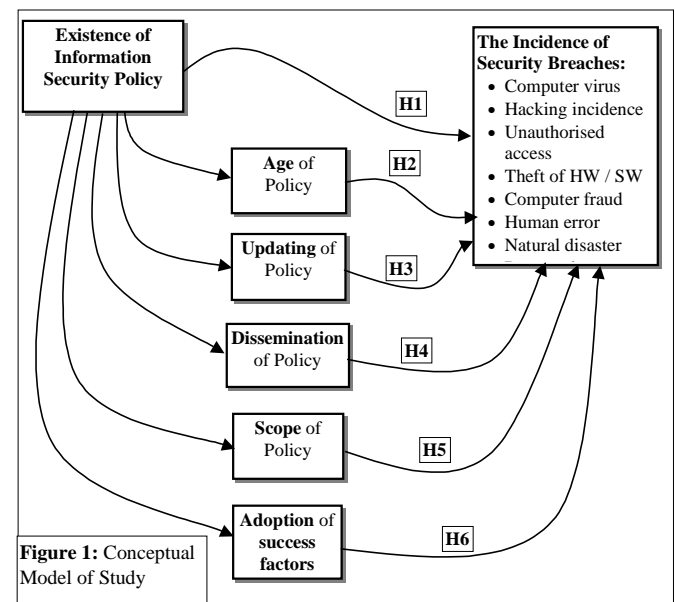 Existence of
Information
Security Policy
The Incidence of
Security Breaches:
• Computer virus
• Hacking incidence
• Unauthorised
access
• Theft of HW / SW
• Computer fraud
• Human error
• Natural disaster
H1
Age of
Policy
H2
Updating of
Policy
H3
Dissemination
of Policy
H4
Scope of
Policy
H5
Adoption of
success
factors
H6
Figure 1: Conceptual
Model of Study